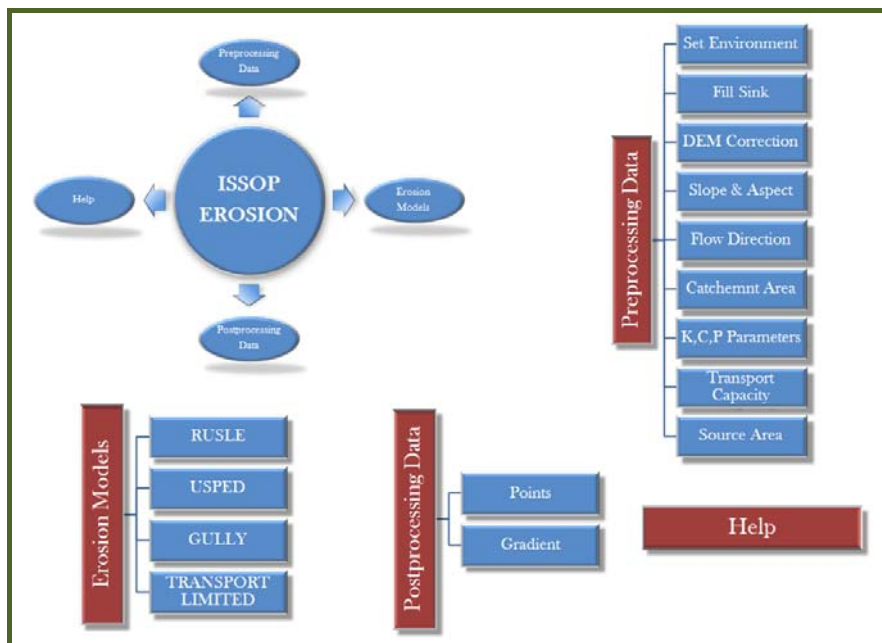 Preprocessing
Data
ISSOP
EROSION
Help
Erosion
Models
Postprocessing
Data
Preprocessing Data
Set Environment
Fill Sink
DEM Correction
Slope & Aspect
Flow Direction
Catchemnt Area
K,C,P Parameters
Transport
Capacity
Source Area
Erosion Models
RUSLE
USPED
GULLY
TRANSPORT
LIMITED
Postprocessing Data
Points
Gradient
Help